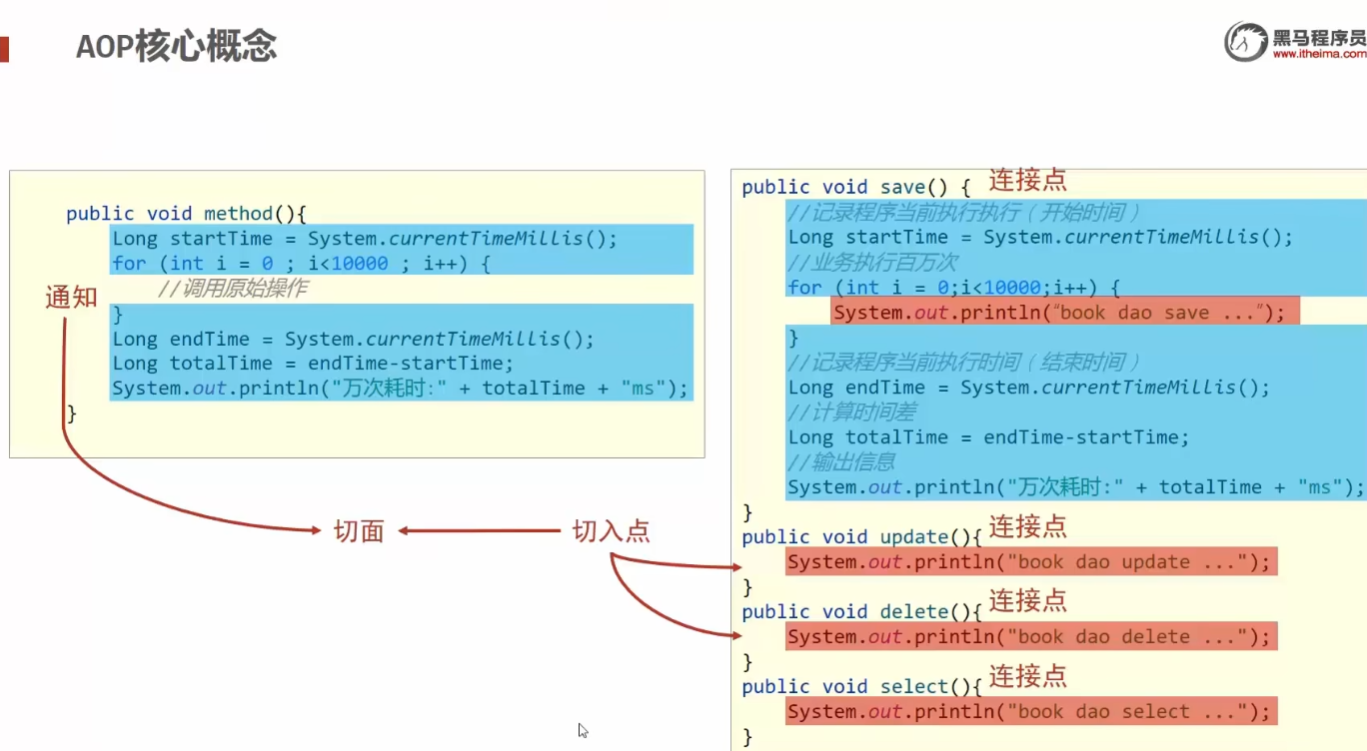 AOP核心概念
黑马程序员
www.itheima.com
public void method(){
Long startTime = System.currentTimeMillis();
for (int i = 0 ; i<10000 ; i++) {
//调用原始操作
}
Long endTime = System.currentTimeMillis();
Long totalTime = endTime-startTime;
System.out.println("万次耗时:" + totalTime + "ms");
}
通知
切面
切入点
public void save() { 连接点
//记录程序当前执行执行（开始时间）
Long startTime = System.currentTimeMillis();
//业务执行百万次
for (int i = 0;i<10000;i++) {
System.out.println(“book dao save ...”);
}
//记录程序当前执行时间（结束时间）
Long endTime = System.currentTimeMillis();
//计算时间差
Long totalTime = endTime-startTime;
//输出信息
System.out.println("万次耗时:" + totalTime + "ms");
}
public void update(){ 连接点
System.out.println("book dao update ...");
}
public void delete(){ 连接点
System.out.println("book dao delete ...");
}
public void select(){ 连接点
System.out.println("book dao select ...");
}